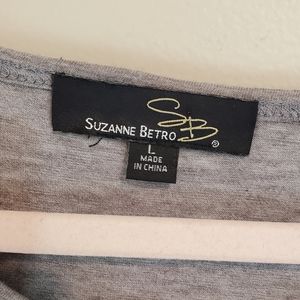 SB
SUZANNE BETRO
®
L
MADE
IN CHINA